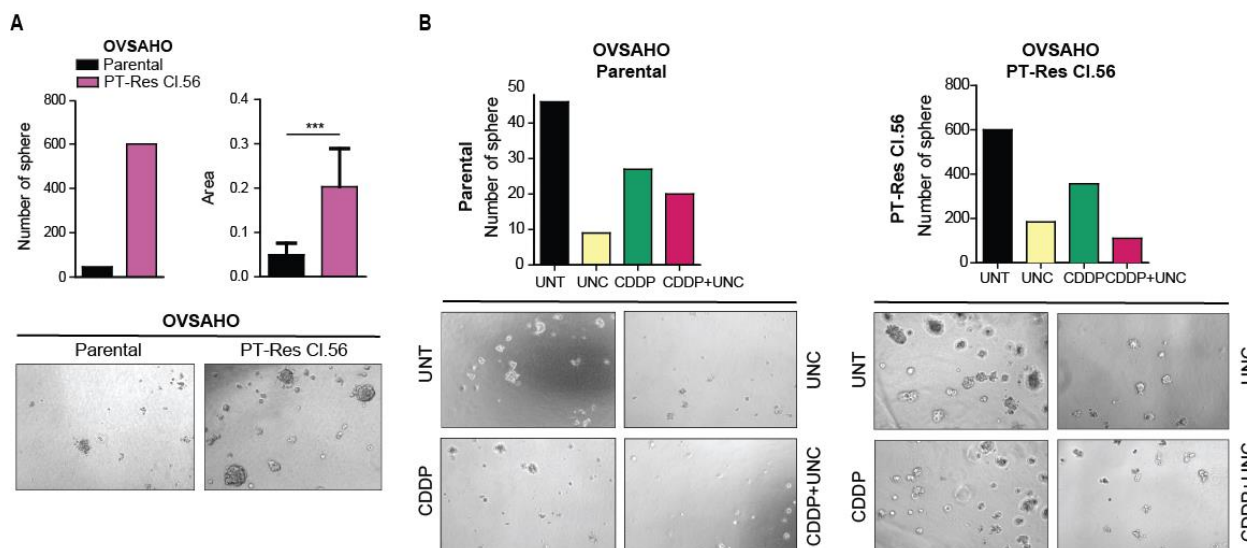 A
OVSAHO
Parental
PT-Res Cl.56
Number of sphere
800
600
400
200
0
Area
0.4
0.3
0.2
0.1
0.0
***
OVSAHO
Parental
PT-Res Cl.56
B
OVSAHO
Parental
Parental
Number of sphere
50
40
30
20
10
0
UNT
UNC
CDDP
CDDP+UNC
UNT
UNC
CDDP
CDDP+UNC
OVSAHO
PT-Res Cl.56
PT-Res Cl.56
Number of sphere
800
600
400
200
0
UNT
UNC
CDDP
CDDP+UNC
UNT
UNC
CDDP
CDDP+UNC